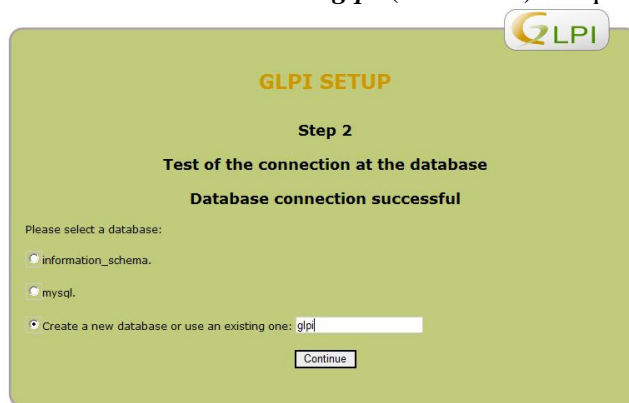 GLPI
GLPI SETUP
Step 2
Test of the connection at the database
Database connection successful
Please select a database:
information_schema.
mysql.
Create a new database or use an existing one: glpi
Continue